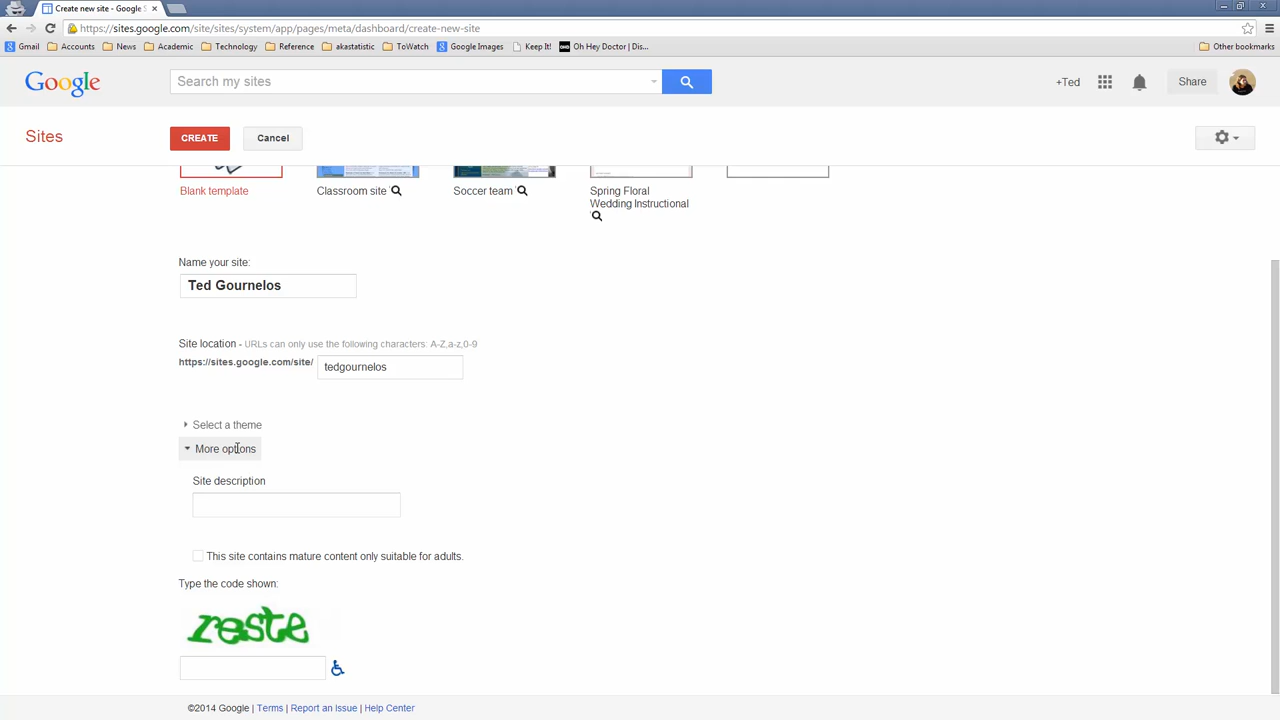 Create new site - Google S
https://sites.google.com/site/sites/system/app/pages/meta/dashboard/create-new-site
Gmail Accounts News Academic Technology Reference akastatistic ToWatch Google Images Keep It! Oh Hey Doctor | Dis... Other bookmarks
Google Search my sites +Ted Share
Sites CREATE Cancel
Blank template Classroom site Soccer team Spring Floral
Wedding Instructional
Name your site:
Ted Gournelos
Site location - URLs can only use the following characters: A-Z,a-z,0-9
https://sites.google.com/site/ tedgournelos
Select a theme
More options
Site description
This site contains mature content only suitable for adults.
Type the code shown:
reste
©2014 Google | Terms | Report an Issue | Help Center